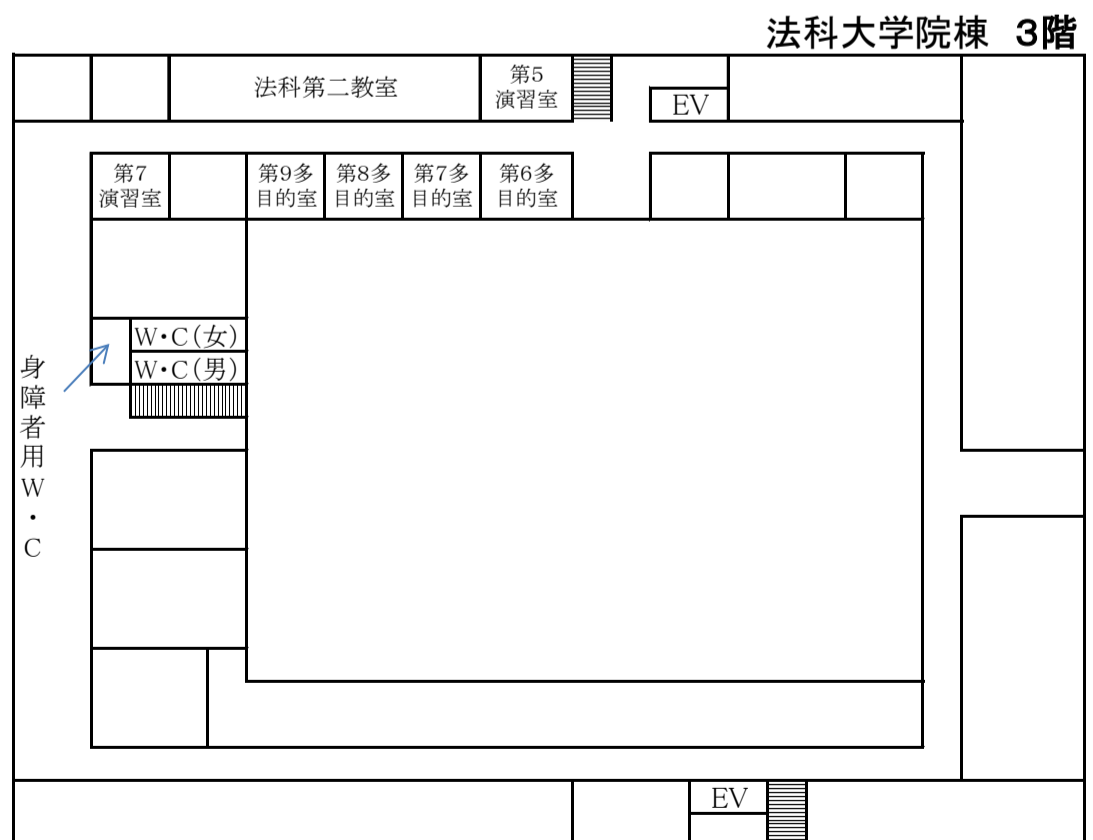 法科大学院棟 3階
法科第二教室
第5
演習室
EV
第7
演習室
第9多
目的室
第8多
目的室
第7多
目的室
第6多
目的室
W・C(女)
W・C(男)
身障者用W・C
EV